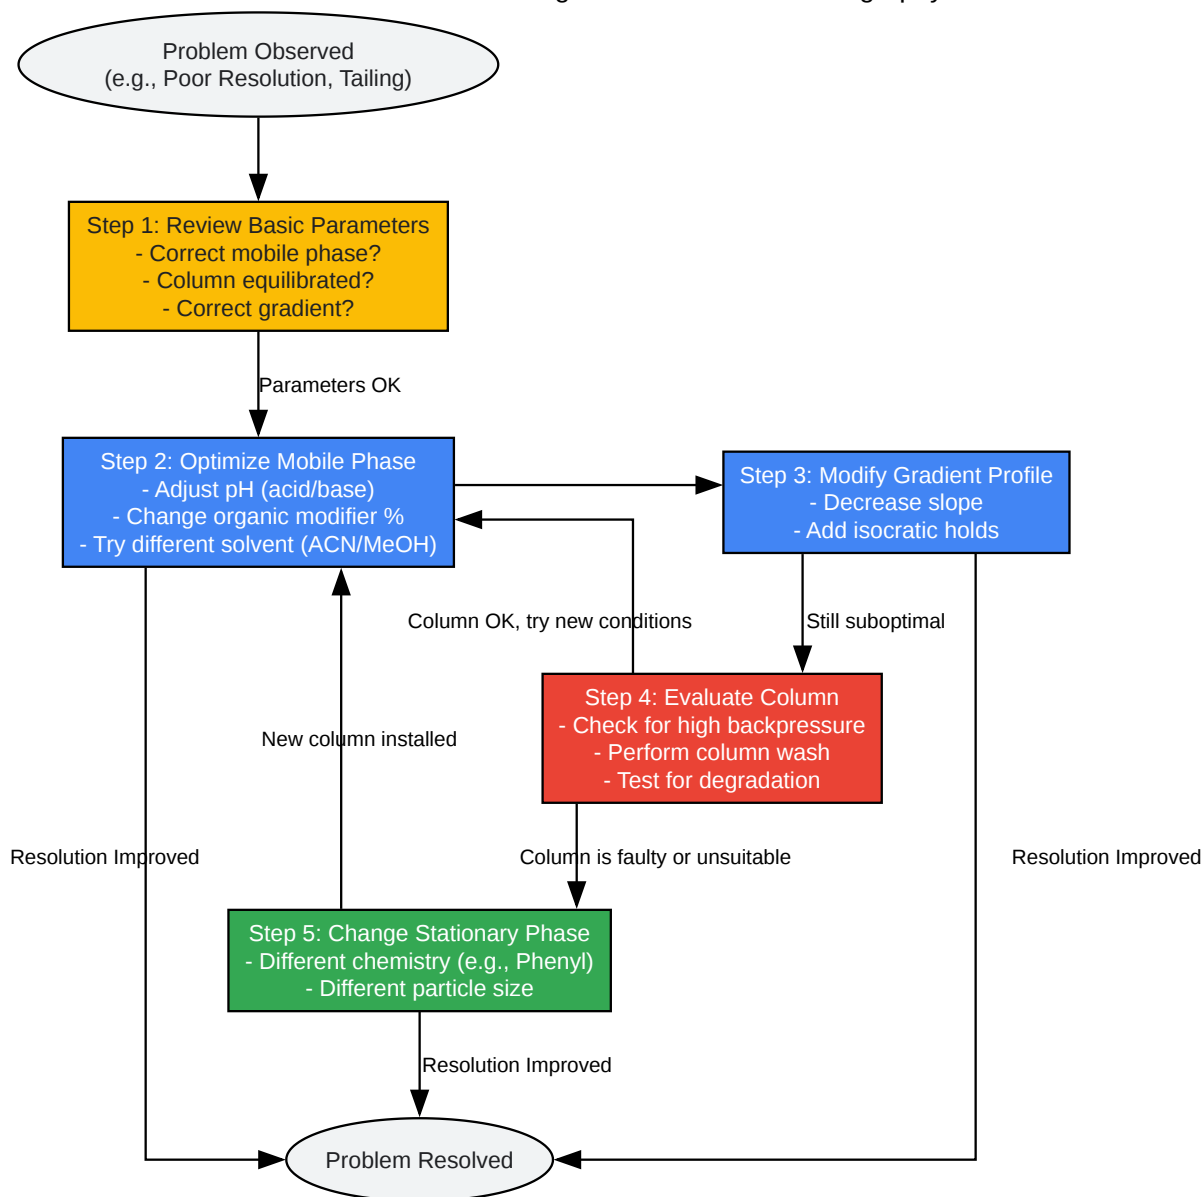 Problem Observed
(e.g., Poor Resolution, Tailing)
Step 1: Review Basic Parameters
- Correct mobile phase?
- Column equilibrated?
- Correct gradient?
Parameters OK
Step 2: Optimize Mobile Phase
- Adjust pH (acid/base)
- Change organic modifier %
- Try different solvent (ACN/MeOH)
Step 3: Modify Gradient Profile
- Decrease slope
- Add isocratic holds
Column OK, try new conditions
Still suboptimal
Step 4: Evaluate Column
- Check for high backpressure
- Perform column wash
- Test for degradation
New column installed
Resolution Improved
Column is faulty or unsuitable
Resolution Improved
Step 5: Change Stationary Phase
- Different chemistry (e.g., Phenyl)
- Different particle size
Resolution Improved
Problem Resolved